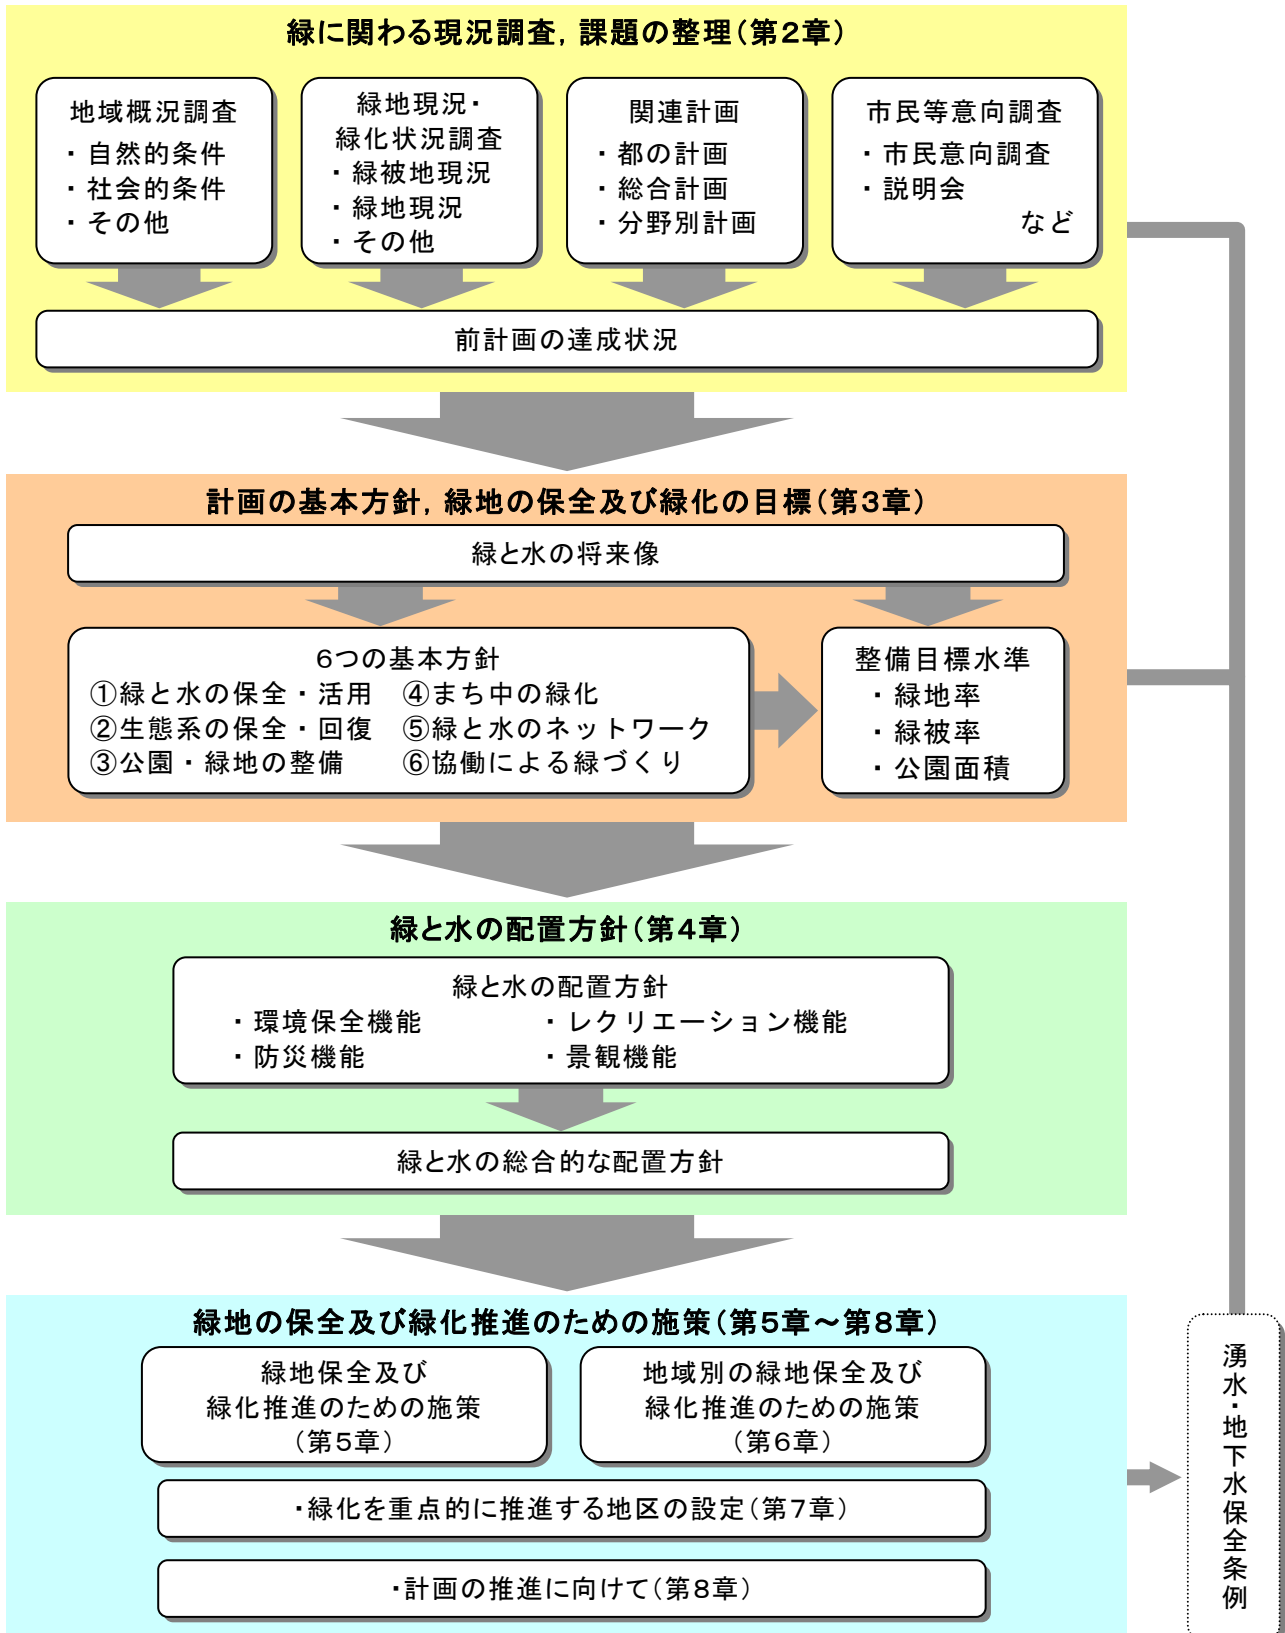 緑に関わる現況調査，課題の整理（第２章）
地域概況調査
・自然的条件
・社会的条件
・その他
緑地現況・
緑化状況調査
・緑被地現況
・緑地現況
・その他
関連計画
・都の計画
・総合計画
・分野別計画
市民等意向調査
・市民意向調査
・説明会
など
前計画の達成状況
計画の基本方針，緑地の保全及び緑化の目標（第３章）
緑と水の将来像
６つの基本方針
①緑と水の保全・活用　④まち中の緑化
②生態系の保全・回復　⑤緑と水のネットワーク
③公園・緑地の整備　⑥協働による緑づくり
整備目標水準
・緑地率
・緑被率
・公園面積
緑と水の配置方針（第４章）
緑と水の配置方針
・環境保全機能　・レクリエーション機能
・防災機能　・景観機能
緑と水の総合的な配置方針
緑地の保全及び緑化推進のための施策（第５章～第８章）
緑地保全及び
緑化推進のための施策
（第５章）
地域別の緑地保全及び
緑化推進のための施策
（第６章）
・緑化を重点的に推進する地区の設定（第７章）
・計画の推進に向けて（第８章）
湧水・地下水保全条例